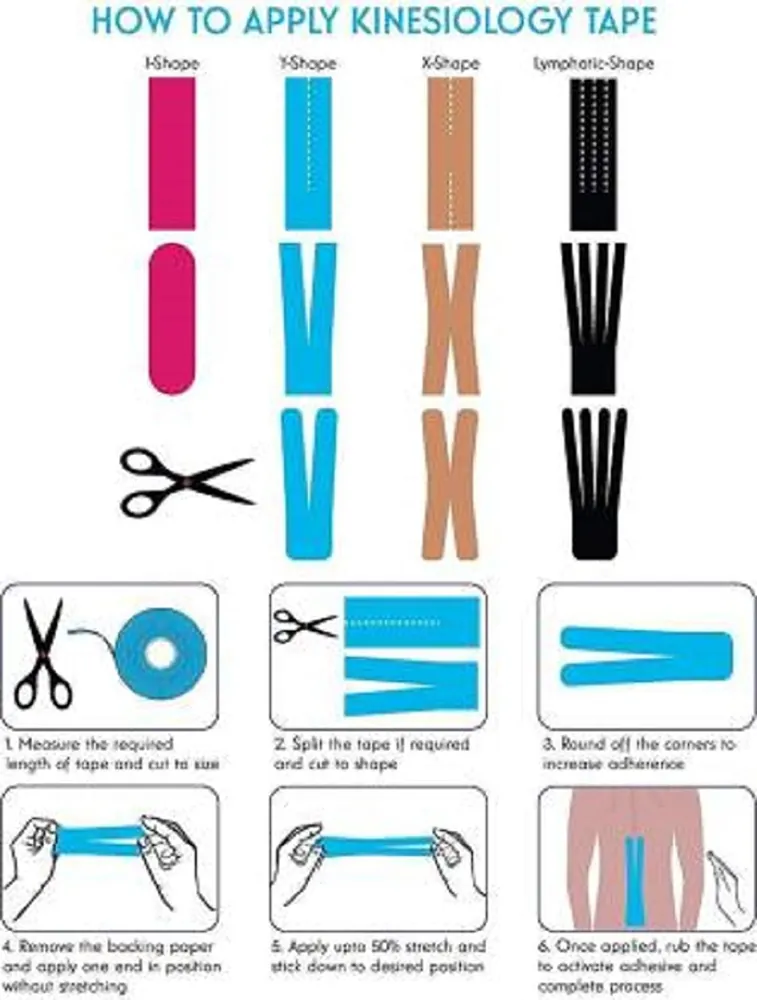 HOW TO APPLY KINESIOLOGY TAPE
I-Shape
Y-Shape
X-Shape
Lymphatic-Shape
1. Measure the required
length of tape and cut to size
2. Split the tape if required
and cut to shape
3. Round off the corners to
increase adherence
4. Remove the backing paper
and apply one end in position
without stretching
5. Apply upto 50% stretch and
stick down to desired position
6. Once applied, rub the tape
to activate adhesive and
complete process